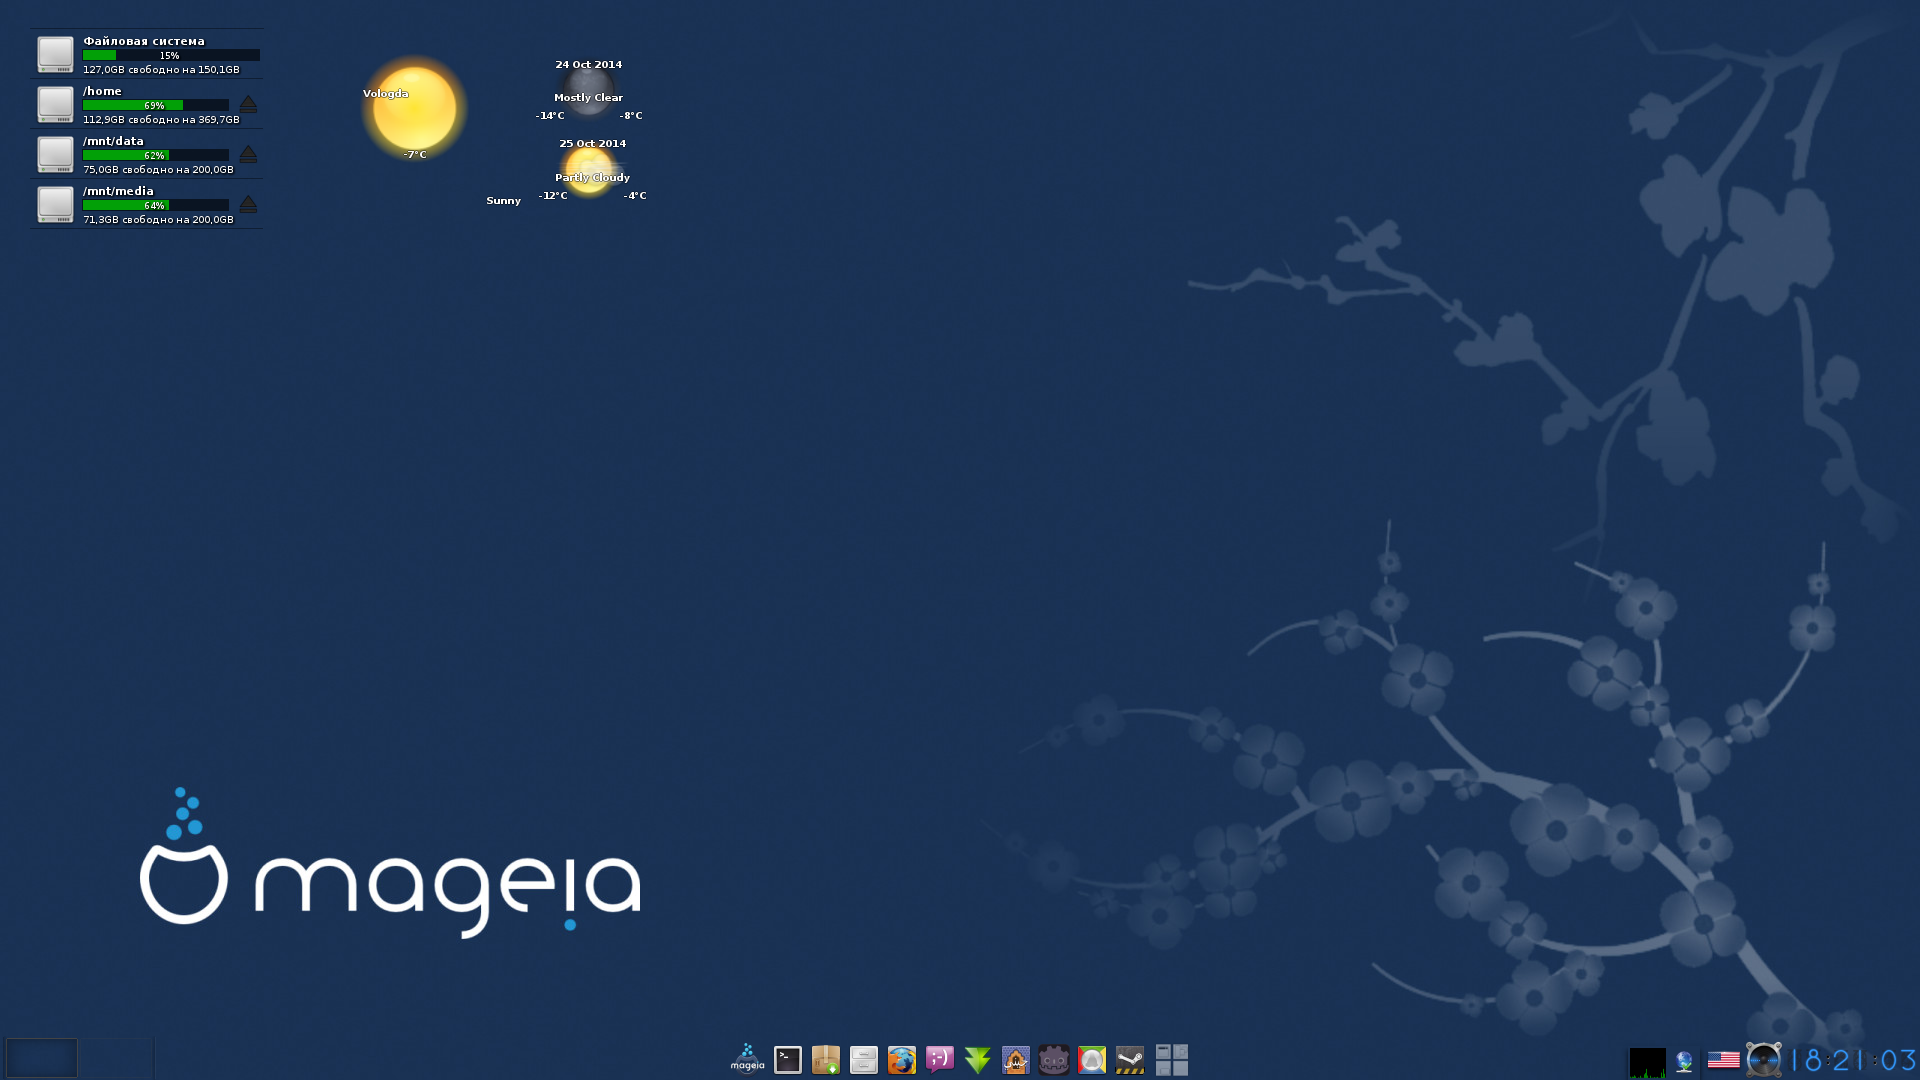 Файловая система
15%
127,0GB свободно на 150,1GB
/home
69%
112,9GB свободно на 369,7GB
/mnt/data
62%
75,0GB свободно на 200,0GB
/mnt/media
64%
71,3GB свободно на 200,0GB
Vologda
-7°C
Sunny
24 Oct 2014
Mostly Clear
-14°C -8°C
25 Oct 2014
Partly Cloudy
-12°C -4°C
mageia
mageia
18:21:03